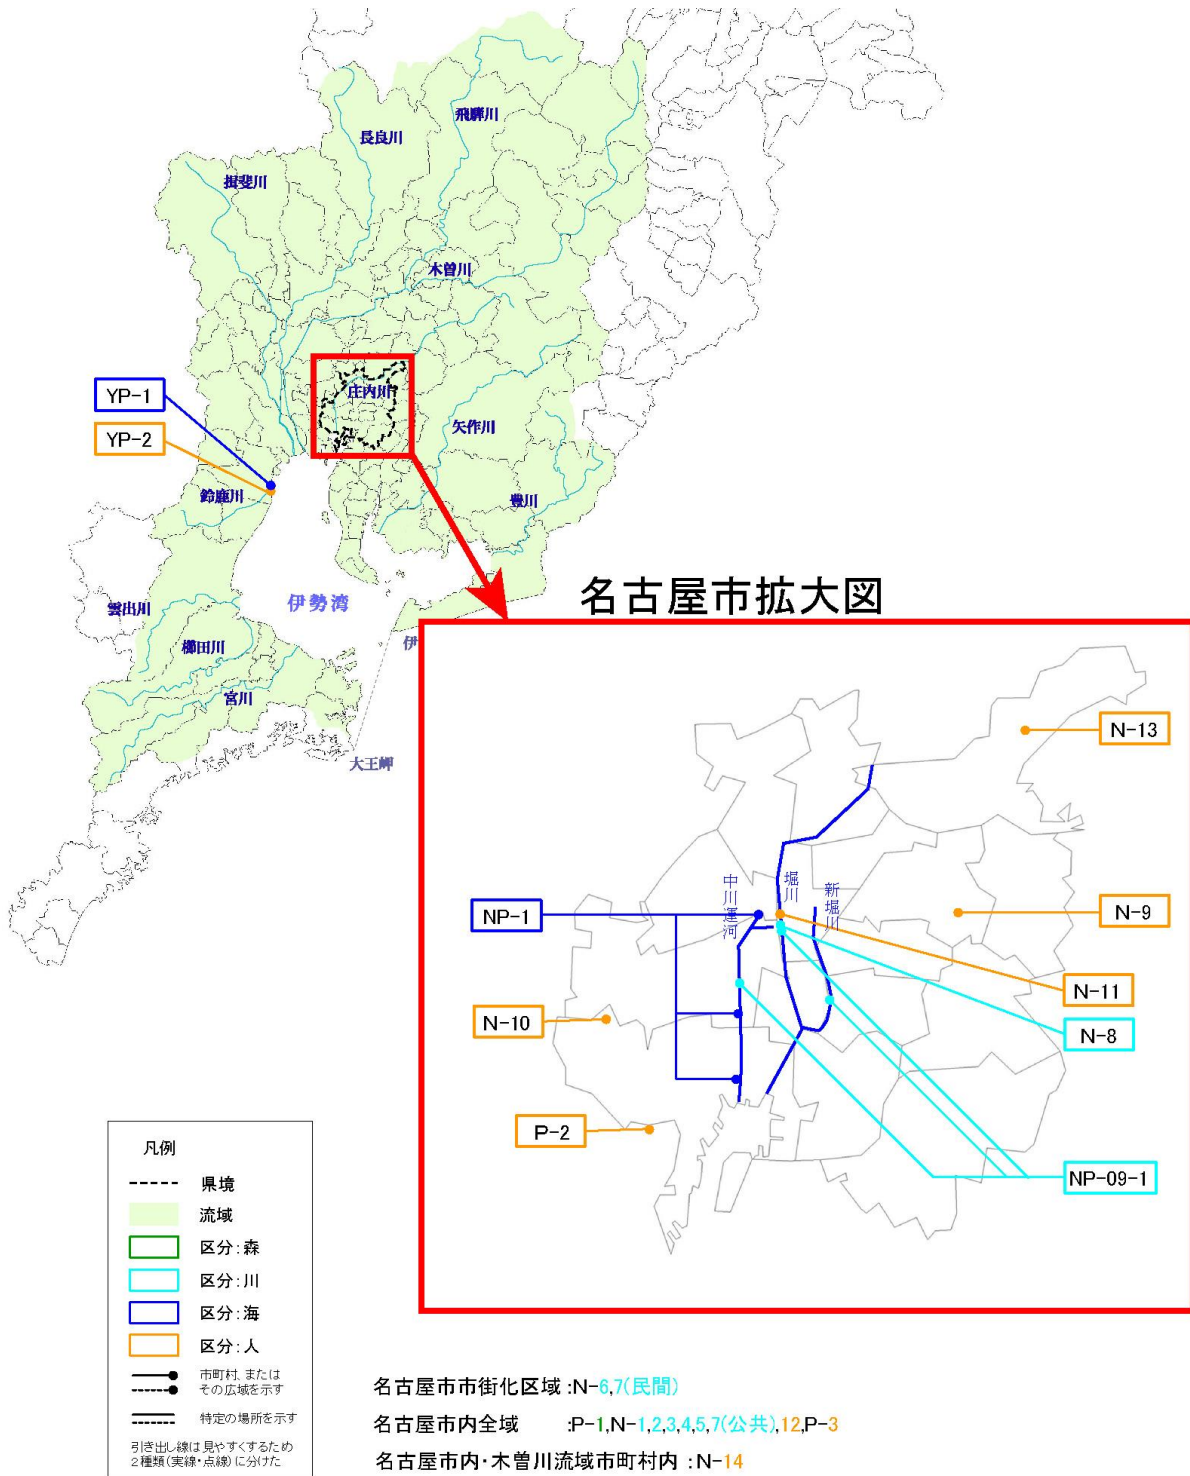 飛騨川
長良川
揖斐川
木曽川
庄内川
YP-1
矢作川
YP-2
鈴鹿川
豊川
伊勢湾
雲出川
名古屋市拡大図
櫛田川
伊
宮川
大王岬
N-13
中川運河
堀川
新堀川
NP-1
N-9
N-11
N-10
N-8
P-2
NP-09-1
凡例
県境
流域
区分:森
区分:川
区分:海
区分:人
市町村、または
その広域を示す
特定の場所を示す
引き出し線は見やすくするため
2種類(実線・点線)に分けた
名古屋市市街化区域:N-6,7(民間)
名古屋市内全域 :P-1,N-1,2,3,4,5,7(公共),12,P-3
名古屋市内・木曽川流域市町村内:N-14